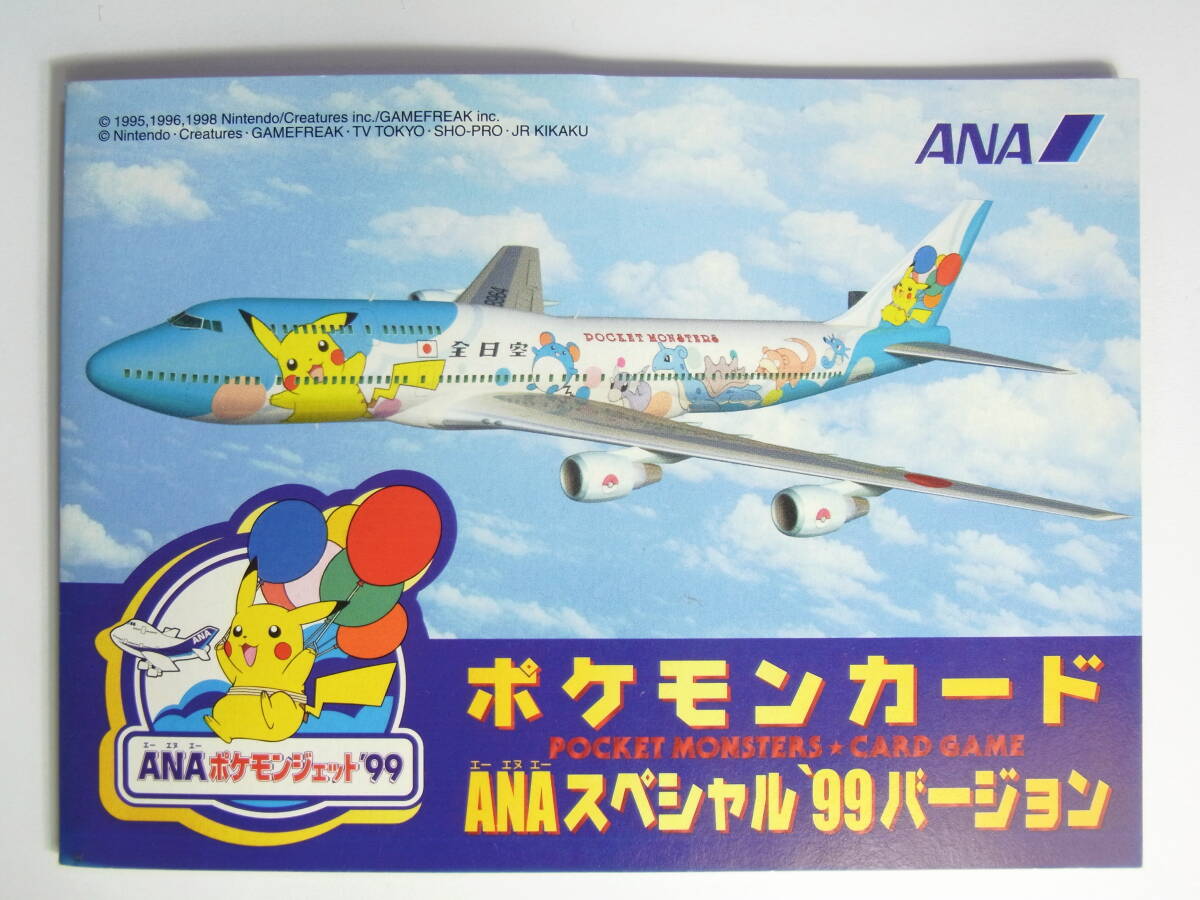 © 1995,1996,1998 Nintendo/Creatures inc./GAMEFREAK inc.
© Nintendo・Creatures・GAMEFREAK・TV TOKYO・SHO-PRO・JR KIKAKU
ANA
全日空
POCKET MONSTERS
ANA
エー エヌ エー
ANAポケモンジェット'99
ポケモンカード
POCKET MONSTERS★CARD GAME
エー エヌ エー
ANAスペシャル'99バージョン